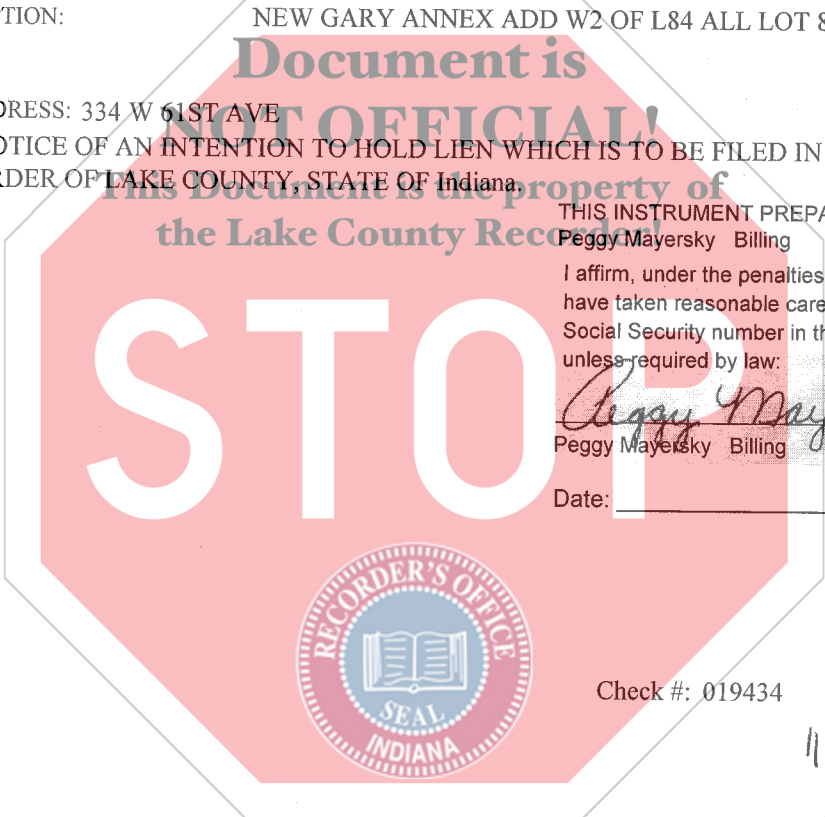 TION: NEW GARY ANNEX ADD W2 OF L84 ALL LOT 8
Document is
DRESS: 334 W 61ST AVE
NOT OFFICIAL!
OTICE OF AN INTENTION TO HOLD LIEN WHICH IS TO BE FILED IN
RDER OF LAKE COUNTY, STATE OF Indiana.
This Document is the property of
the Lake County Recorder!
THIS INSTRUMENT PREPA
Peggy Mayersky Billing
I affirm, under the penalties
have taken reasonable care
Social Security number in th
unless required by law:
Peggy May
Peggy Mayersky Billing
Date:
STOP
RECORDER'S OFFICE
SEAL
INDIANA
Check #: 019434